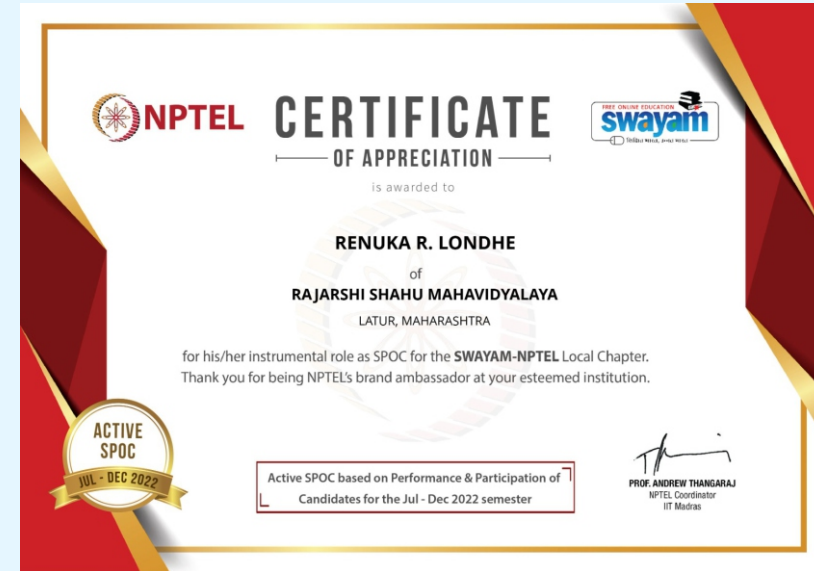 NPTEL
CERTIFICATE
OF APPRECIATION
FREE ONLINE EDUCATION
swayam
is awarded to
RENUKA R. LONDHE
of
RAJARSHI SHAHU MAHAVIDYALAYA
LATUR, MAHARASHTRA
for his/her instrumental role as SPOC for the SWAYAM-NPTEL Local Chapter.
Thank you for being NPTEL's brand ambassador at your esteemed institution.
ACTIVE
SPOC
JUL - DEC 2022
Active SPOC based on Performance & Participation of
Candidates for the Jul - Dec 2022 semester
PROF. ANDREW THANGARAJ
NPTEL Coordinator
IIT Madras